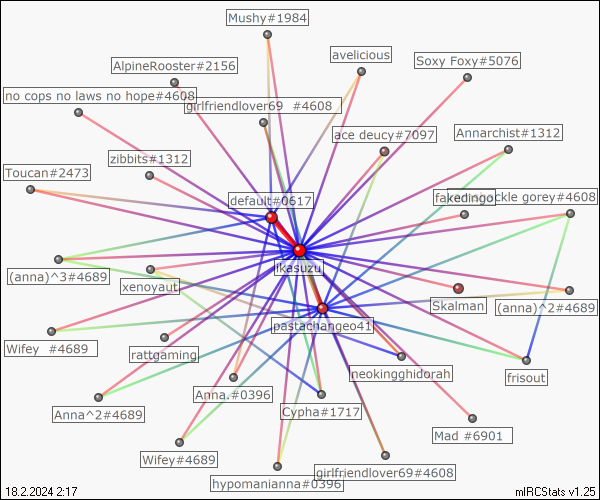 Mushy#1984
avelicious
AlpineRooster#2156
Soxy Foxy#5076
no cops no laws no hope#4608
girlfriendlover69 #4608
ace deucy#7097
Annarchist#1312
zibbits#1312
Toucan#2473
default#0617
fakedingo
ckle gorey#4608
ikasuzu
(anna)^3#4689
xenoyaut
Skalman
(anna)^2#4689
pastachangeo41
Wifey #4689
rattgaming
neokingghidorah
frisout
Anna.#0396
Anna^2#4689
Cypha#1717
Mad #6901
Wifey#4689
girlfriendlover69#4608
hypomanianna#0396
18.2.2024 2:17
mIRCStats v1.25